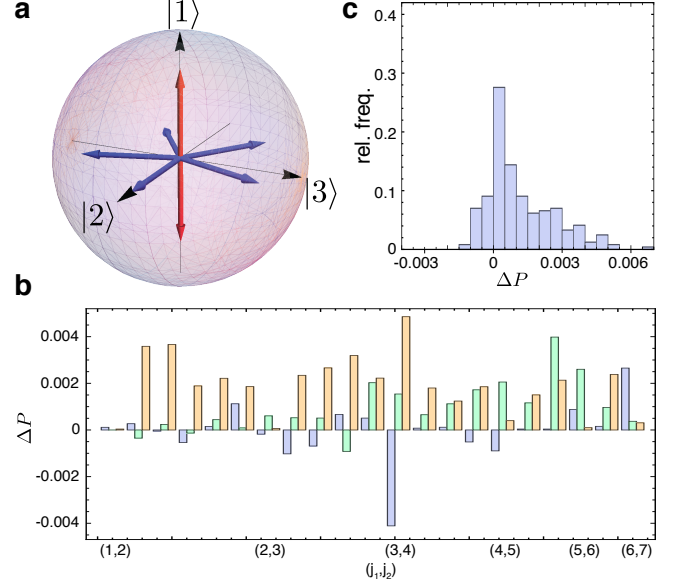 a
|1⟩
|2⟩
|3⟩
c
rel. freq.
0.4
0.3
0.2
0.1
0
-0.003 0 0.003 0.006
ΔP
b
ΔP
0.004
0.002
0
-0.002
-0.004
(1,2) (2,3) (3,4) (4,5) (5,6) (6,7)
(j₁,j₂)